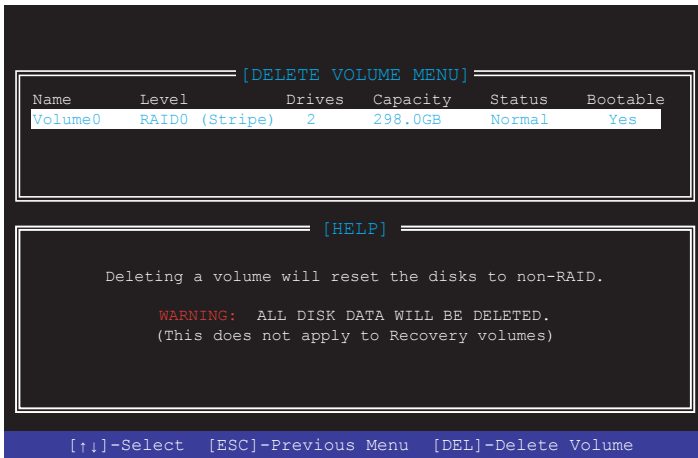 [DELETE VOLUME MENU]
Name Level Drives Capacity Status Bootable
Volume0 RAID0 (Stripe) 2 298.0GB Normal Yes
[HELP]
Deleting a volume will reset the disks to non-RAID.
WARNING: ALL DISK DATA WILL BE DELETED.
(This does not apply to Recovery volumes)
[↑↓]-Select [ESC]-Previous Menu [DEL]-Delete Volume